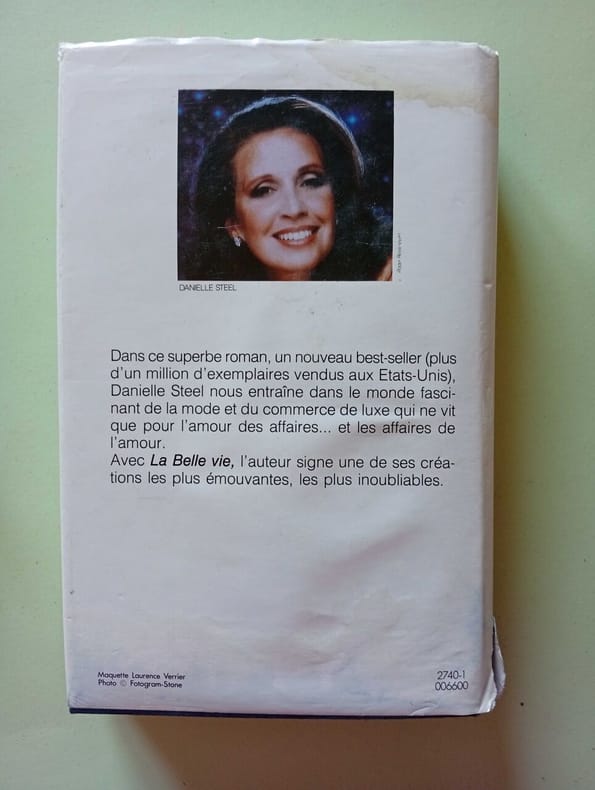 DANIELLE STEEL
Dans ce superbe roman, un nouveau best-seller (plus
d'un million d'exemplaires vendus aux Etats-Unis),
Danielle Steel nous entraîne dans le monde fasci-
nant de la mode et du commerce de luxe qui ne vit
que pour l'amour des affaires... et les affaires de
l'amour.
Avec La Belle vie, l'auteur signe une de ses créa-
tions les plus émouvantes, les plus inoubliables.
Maquette Laurence Verrier
Photo © Fotogram-Stone
2740-1
006600